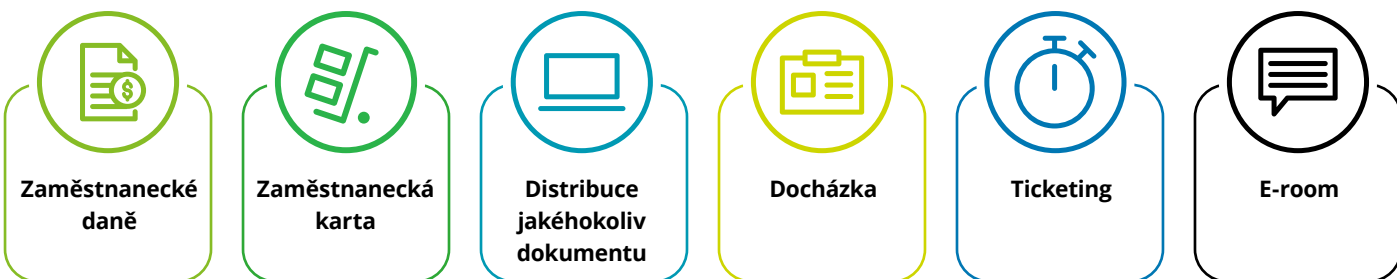 Zaměstnanecké
daně
Zaměstnanecká
karta
Distribuce
jakéhokoliv
dokumentu
Docházka
Ticketing
E-room